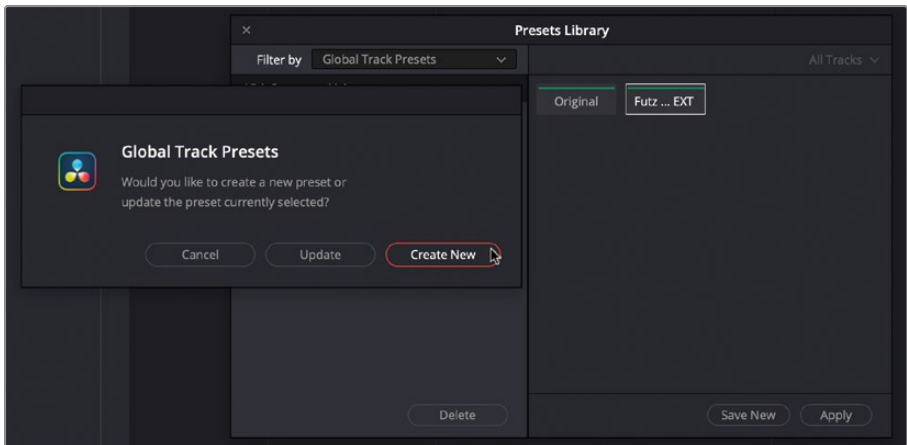 Presets Library
Filter by Global Track Presets
All Tracks
Original
Futz ... EXT
Global Track Presets
Would you like to create a new preset or
update the preset currently selected?
Cancel
Update
Create New
Delete
Save New
Apply